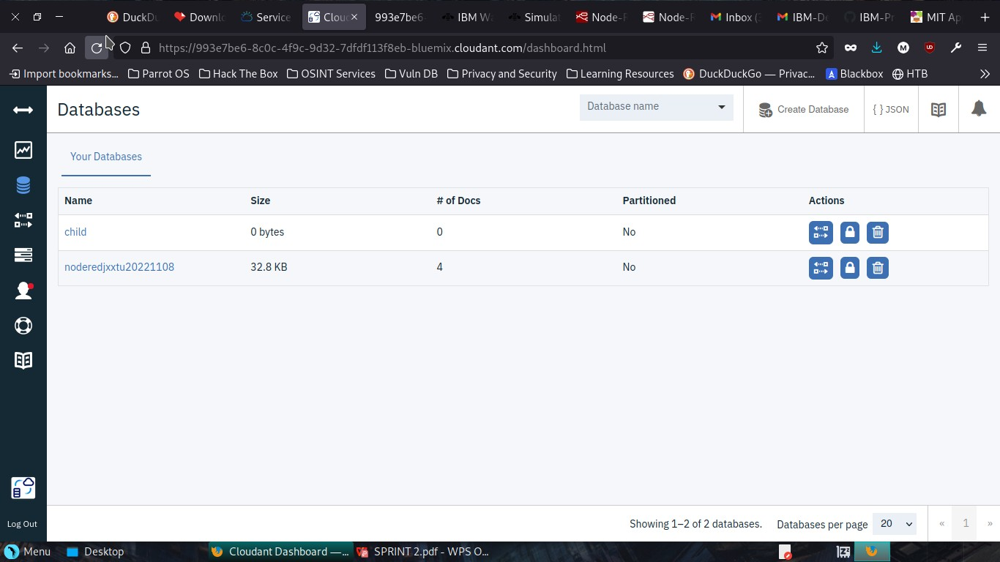 DuckDu
Downlo
Service
Clou
993e7be6
IBM Wa
Simulat
Node-F
Node-R
Inbox (
IBM-De
IBM-Pr
MIT Ap
https://993e7be6-8c0c-4f9c-9d32-7dfdf113f8eb-bluemix.cloudant.com/dashboard.html
Import bookmarks...
Parrot OS
Hack The Box
OSINT Services
Vuln DB
Privacy and Security
Learning Resources
DuckDuckGo — Privac...
Blackbox
HTB
Databases
Database name
Create Database
{ } JSON
Your Databases
Name Size # of Docs Partitioned Actions
child 0 bytes 0 No
noderedjxxtu20221108 32.8 KB 4 No
Log Out
Showing 1–2 of 2 databases.
Databases per page 20
« 1 »
Menu
Desktop
Cloudant Dashboard —...
SPRINT 2.pdf - WPS O...